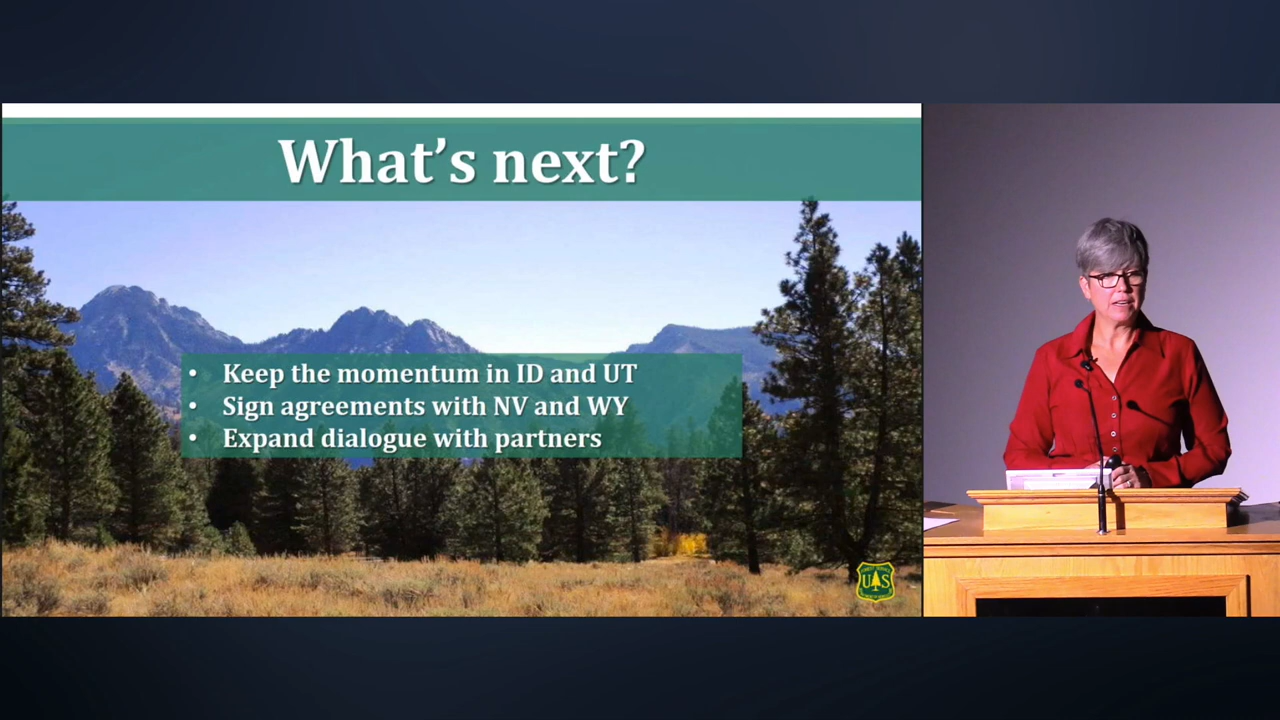 What's next?
• Keep the momentum in ID and UT
• Sign agreements with NV and WY
• Expand dialogue with partners
U S